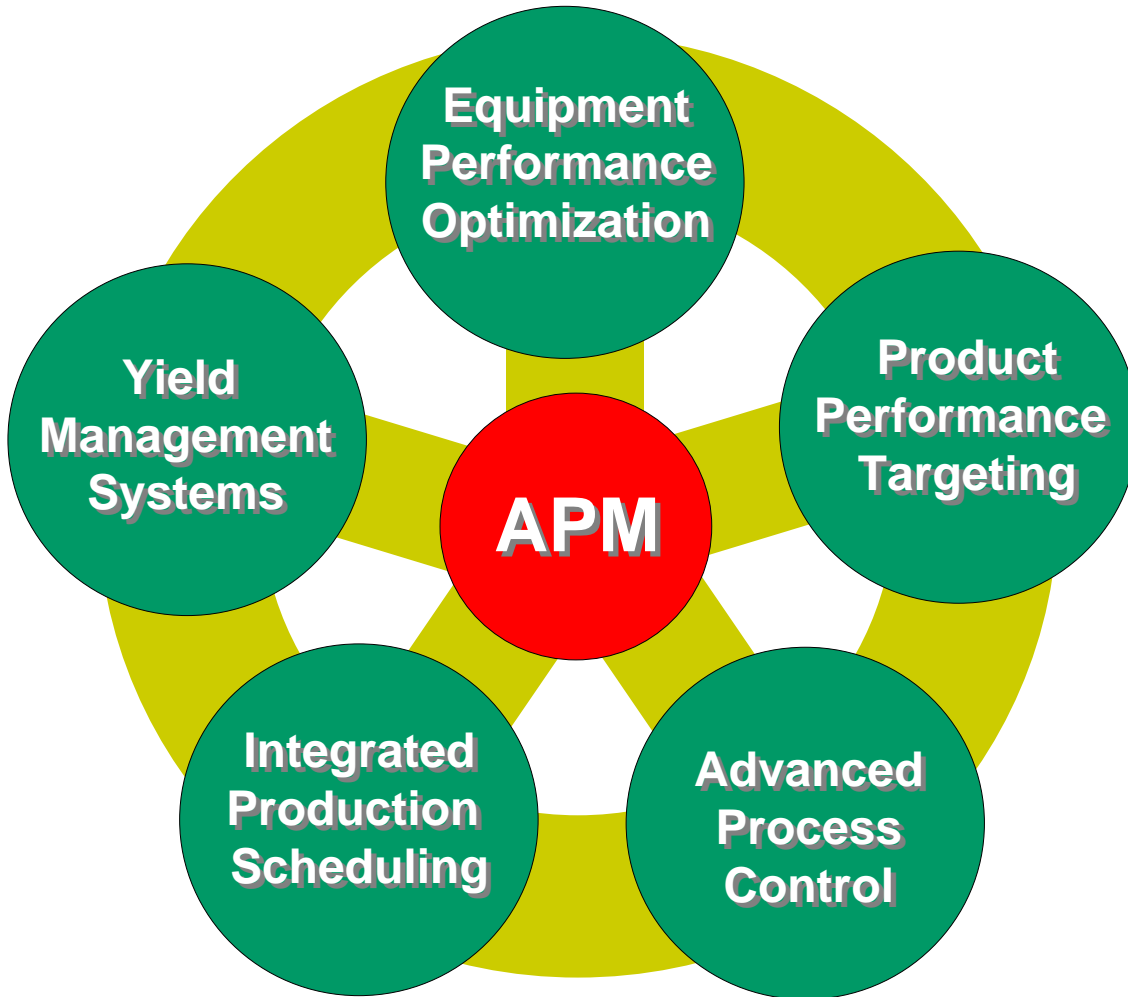 Equipment
Performance
Optimization
Yield
Management
Systems
Product
Performance
Targeting
APM
Integrated
Production
Scheduling
Advanced
Process
Control